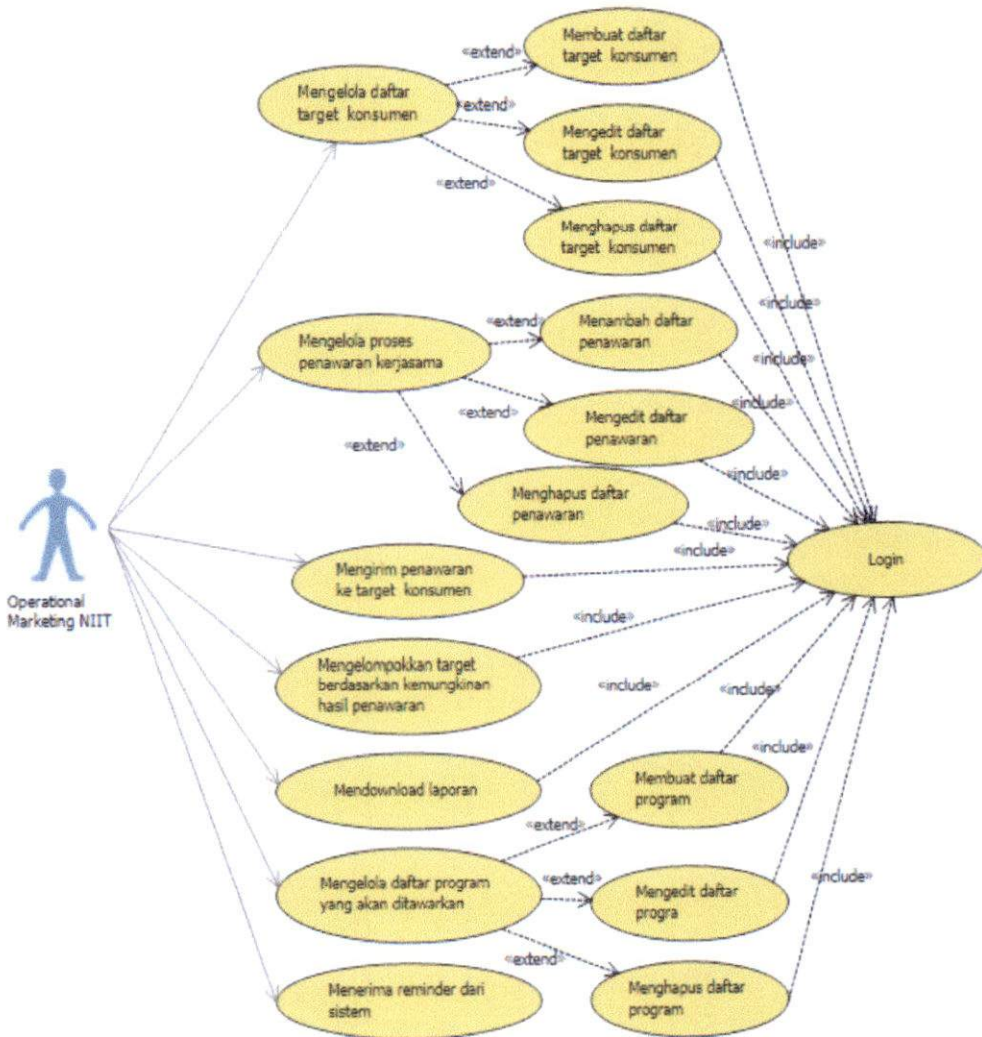 «extend»
Membuat daftar
target konsumen
Mengelola daftar
target konsumen
«extend»
Mengedit daftar
target konsumen
«extend»
Menghapus daftar
target konsumen
«include»
«include»
Mengelola proses
penawaran kerjasama
«extend»
Menambah daftar
penawaran
«include»
«extend»
Mengedit daftar
penawaran
«include»
«extend»
Menghapus daftar
penawaran
«include»
«include»
Operational
Marketing NIIT
Mengirim penawaran
ke target konsumen
«include»
Login
Mengelompokkan target
berdasarkan kemungkinan
hasil penawaran
«include»
«include»
«include»
Mendownload laporan
Membuat daftar
program
«include»
«extend»
Mengelola daftar program
yang akan ditawarkan
«extend»
Mengedit daftar
progra
«include»
«extend»
Menerima reminder dari
sistem
Menghapus daftar
program